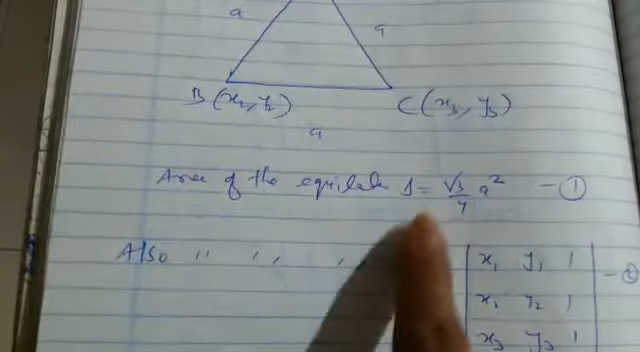 a a
B(x₂, y₂) C(x₃, y₃)
a
Area of the equilate Δ = √3/4 a² - ①
Also " " "
| x₁ y₁ 1 | - ②
x₂ y₂ 1
x₃ y₃ 1